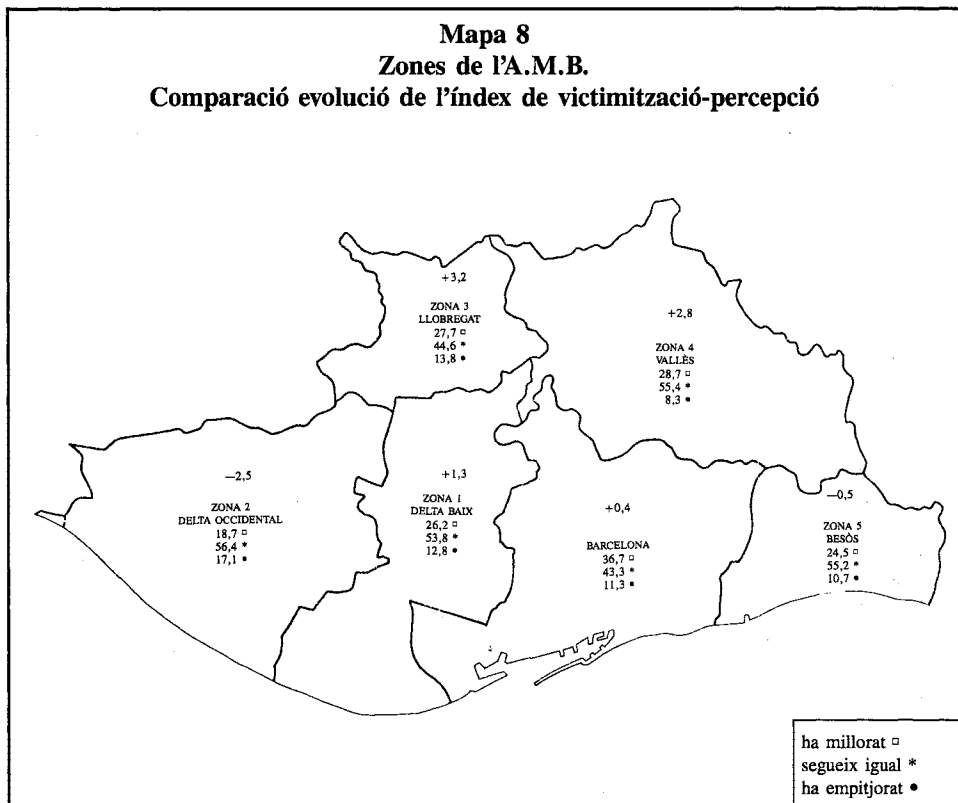 Mapa 8
Zones de l'A.M.B.
Comparació evolució de l'índex de victimització-percepció
+3,2
ZONA 3
LLOBREGAT
27,7 □
44,6 *
13,8 •
+2,8
ZONA 4
VALLÈS
28,7 □
55,4 *
8,3 •
—2,5
ZONA 2
DELTA OCCIDENTAL
18,7 □
56,4 *
17,1 •
+1,3
ZONA 1
DELTA BAIX
26,2 □
53,8 *
12,8 •
+0,4
BARCELONA
36,7 □
43,3 *
11,3 •
—0,5
ZONA 5
BESÒS
24,5 □
55,2 *
10,7 •
ha millorat □
segueix igual *
ha empitjorat •